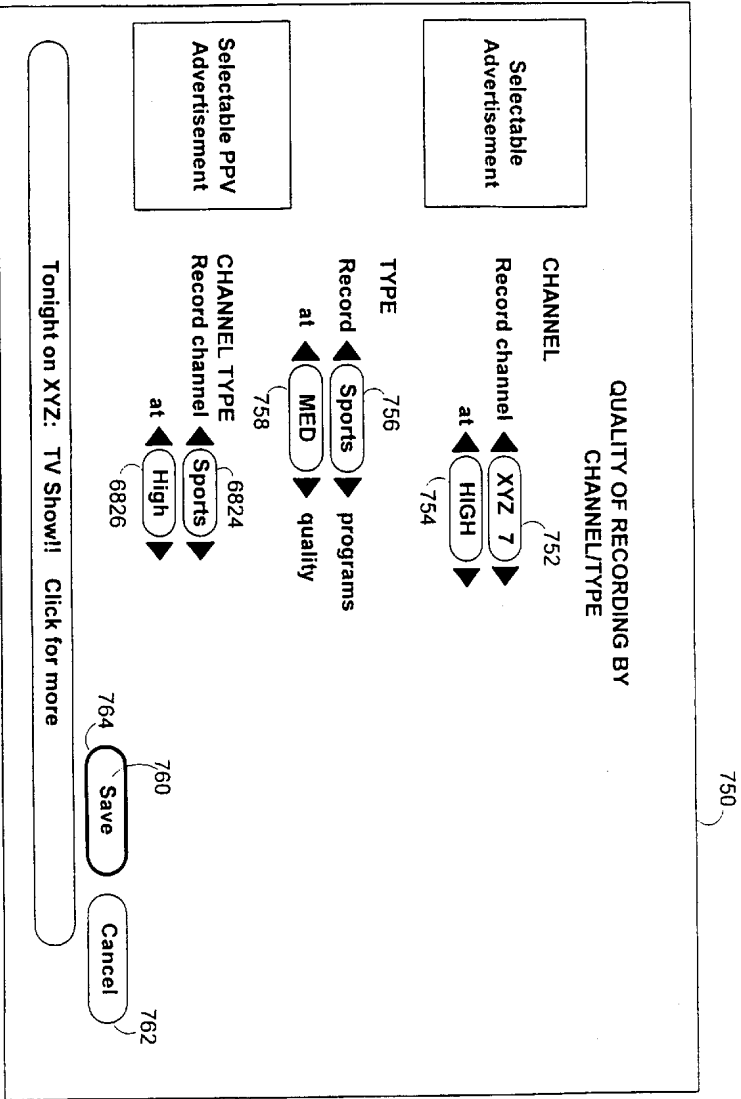 750
QUALITY OF RECORDING BY
CHANNEL/TYPE
Selectable
Advertisement
CHANNEL
Record channel XYZ 7
752
at HIGH
754
TYPE
756
Record Sports programs
at MED quality
758
Selectable PPV
Advertisement
CHANNEL TYPE
6824
Record channel Sports
at High
6826
764
760
Save
Cancel
762
Tonight on XYZ: TV Show!! Click for more